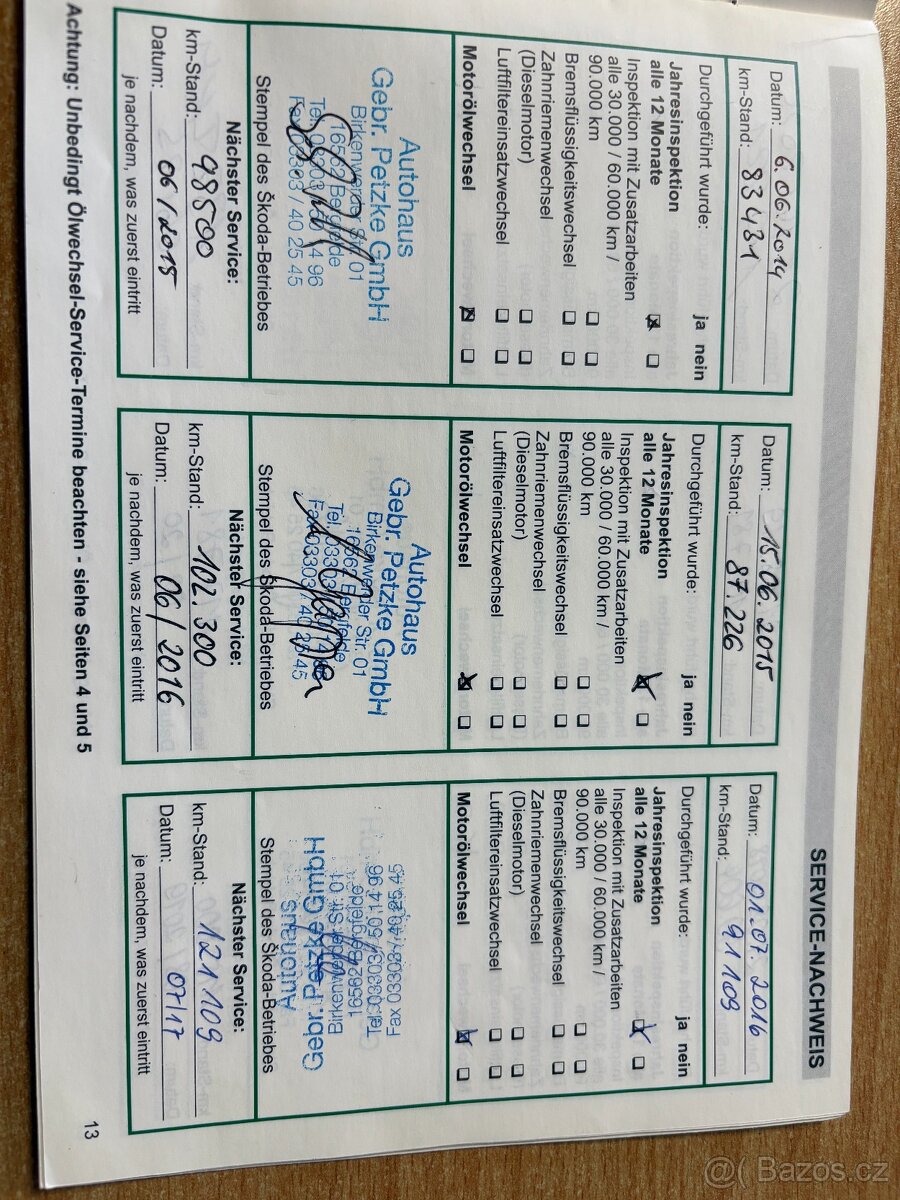 SERVICE-NACHWEIS
Datum: 6.06.2014
km-Stand: 83431
Durchgeführt wurde: ja nein
Jahresinspektion
alle 12 Monate
Inspektion mit Zusatzarbeiten
alle 30.000 / 60.000 km /
90.000 km
Bremsflüssigkeitswechsel
Zahnriemenwechsel
(Dieselmotor)
Luftfiltereinsatzwechsel
Motorölwechsel
Autohaus
Gebr. Petzke GmbH
Birkenwerder Str. 01
Stempel des Škoda-Betriebes
Nächster Service:
km-Stand: 98500
Datum: 06/2015
je nachdem, was zuerst eintritt
Datum: 15.06.2015
km-Stand: 87.226
Durchgeführt wurde: ja nein
Jahresinspektion
alle 12 Monate
Inspektion mit Zusatzarbeiten
alle 30.000 / 60.000 km /
90.000 km
Bremsflüssigkeitswechsel
Zahnriemenwechsel
(Dieselmotor)
Luftfiltereinsatzwechsel
Motorölwechsel
Autohaus
Gebr. Petzke GmbH
Birkenwerder Str. 01
Stempel des Škoda-Betriebes
Nächster Service:
km-Stand: 102.300
Datum: 06/2016
je nachdem, was zuerst eintritt
Datum: 01.07.2016
km-Stand: 91109
Durchgeführt wurde: ja nein
Jahresinspektion
alle 12 Monate
Inspektion mit Zusatzarbeiten
alle 30.000 / 60.000 km /
90.000 km
Bremsflüssigkeitswechsel
Zahnriemenwechsel
(Dieselmotor)
Luftfiltereinsatzwechsel
Motorölwechsel
Autohaus
Gebr. Petzke GmbH
Stempel des Škoda-Betriebes
Nächster Service:
km-Stand: 121109
Datum: 07/17
je nachdem, was zuerst eintritt
Achtung: Unbedingt Ölwechsel-Service-Termine beachten - siehe Seiten 4 und 5
13
Bazos.cz